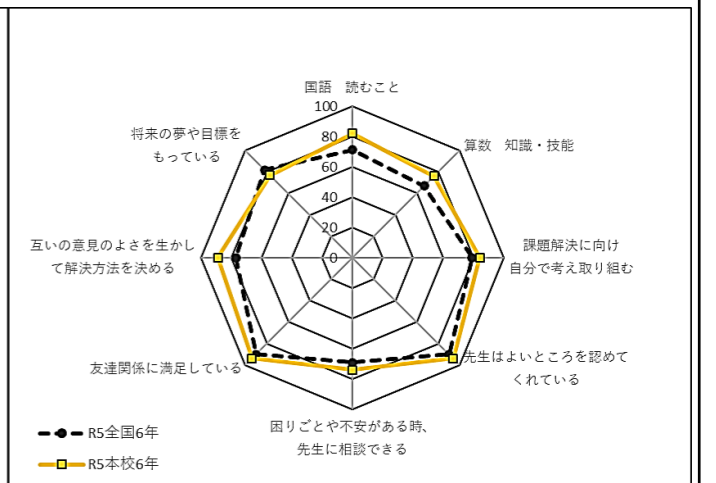 国語　読むこと
100
将来の夢や目標を
もっている
80
算数　知識・技能
60
40
20
0
互いの意見のよさを生かし
て解決方法を決める
課題解決に向け
自分で考え取り組む
友達関係に満足している
先生はよいところを認めて
くれている
困りごとや不安がある時、
先生に相談できる
R5全国6年
R5本校6年